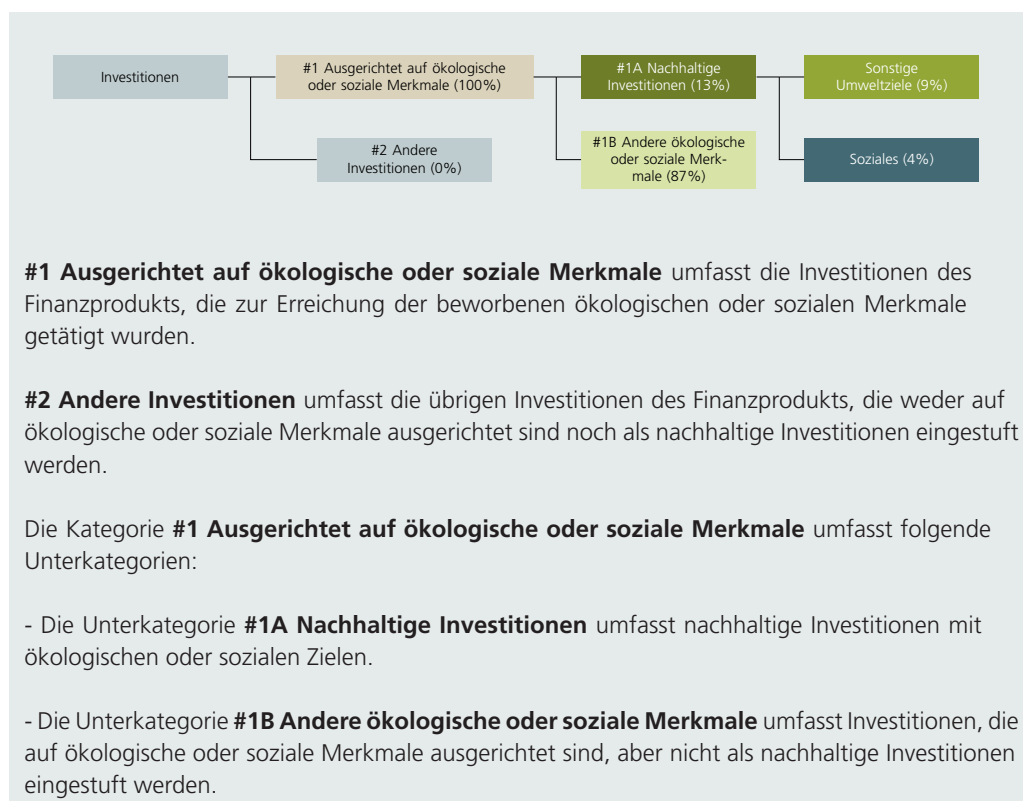 Investitionen
#1 Ausgerichtet auf ökologische
oder soziale Merkmale (100%)
#1A Nachhaltige
Investitionen (13%)
Sonstige
Umweltziele (9%)
#2 Andere
Investitionen (0%)
#1B Andere ökologische
oder soziale Merk-
male (87%)
Soziales (4%)
#1 Ausgerichtet auf ökologische oder soziale Merkmale umfasst die Investitionen des
Finanzprodukts, die zur Erreichung der beworbenen ökologischen oder sozialen Merkmale
getätigt wurden.
#2 Andere Investitionen umfasst die übrigen Investitionen des Finanzprodukts, die weder auf
ökologische oder soziale Merkmale ausgerichtet sind noch als nachhaltige Investitionen eingestuft
werden.
Die Kategorie #1 Ausgerichtet auf ökologische oder soziale Merkmale umfasst folgende
Unterkategorien:
- Die Unterkategorie #1A Nachhaltige Investitionen umfasst nachhaltige Investitionen mit
ökologischen oder sozialen Zielen.
- Die Unterkategorie #1B Andere ökologische oder soziale Merkmale umfasst Investitionen, die
auf ökologische oder soziale Merkmale ausgerichtet sind, aber nicht als nachhaltige Investitionen
eingestuft werden.